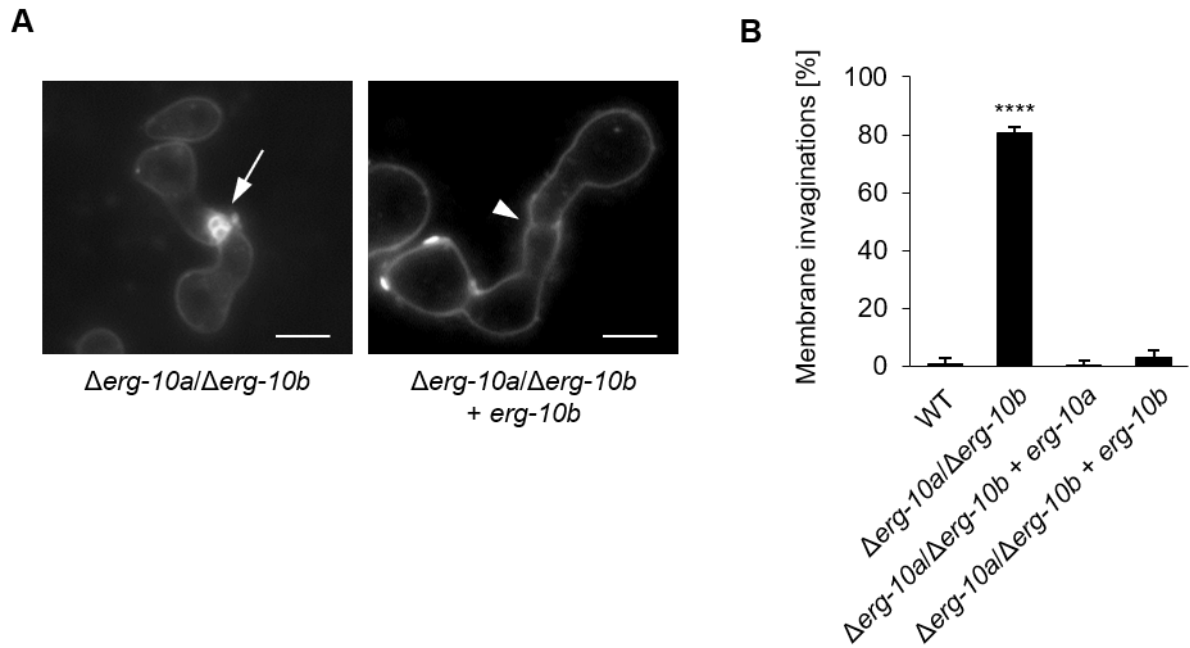 A
Δerg-10a/Δerg-10b
Δerg-10a/Δerg-10b
+ erg-10b
B
Membrane invaginations [%]
100
80
60
40
20
0
****
WT
Δerg-10a/Δerg-10b
Δerg-10a/Δerg-10b + erg-10a
Δerg-10a/Δerg-10b + erg-10b